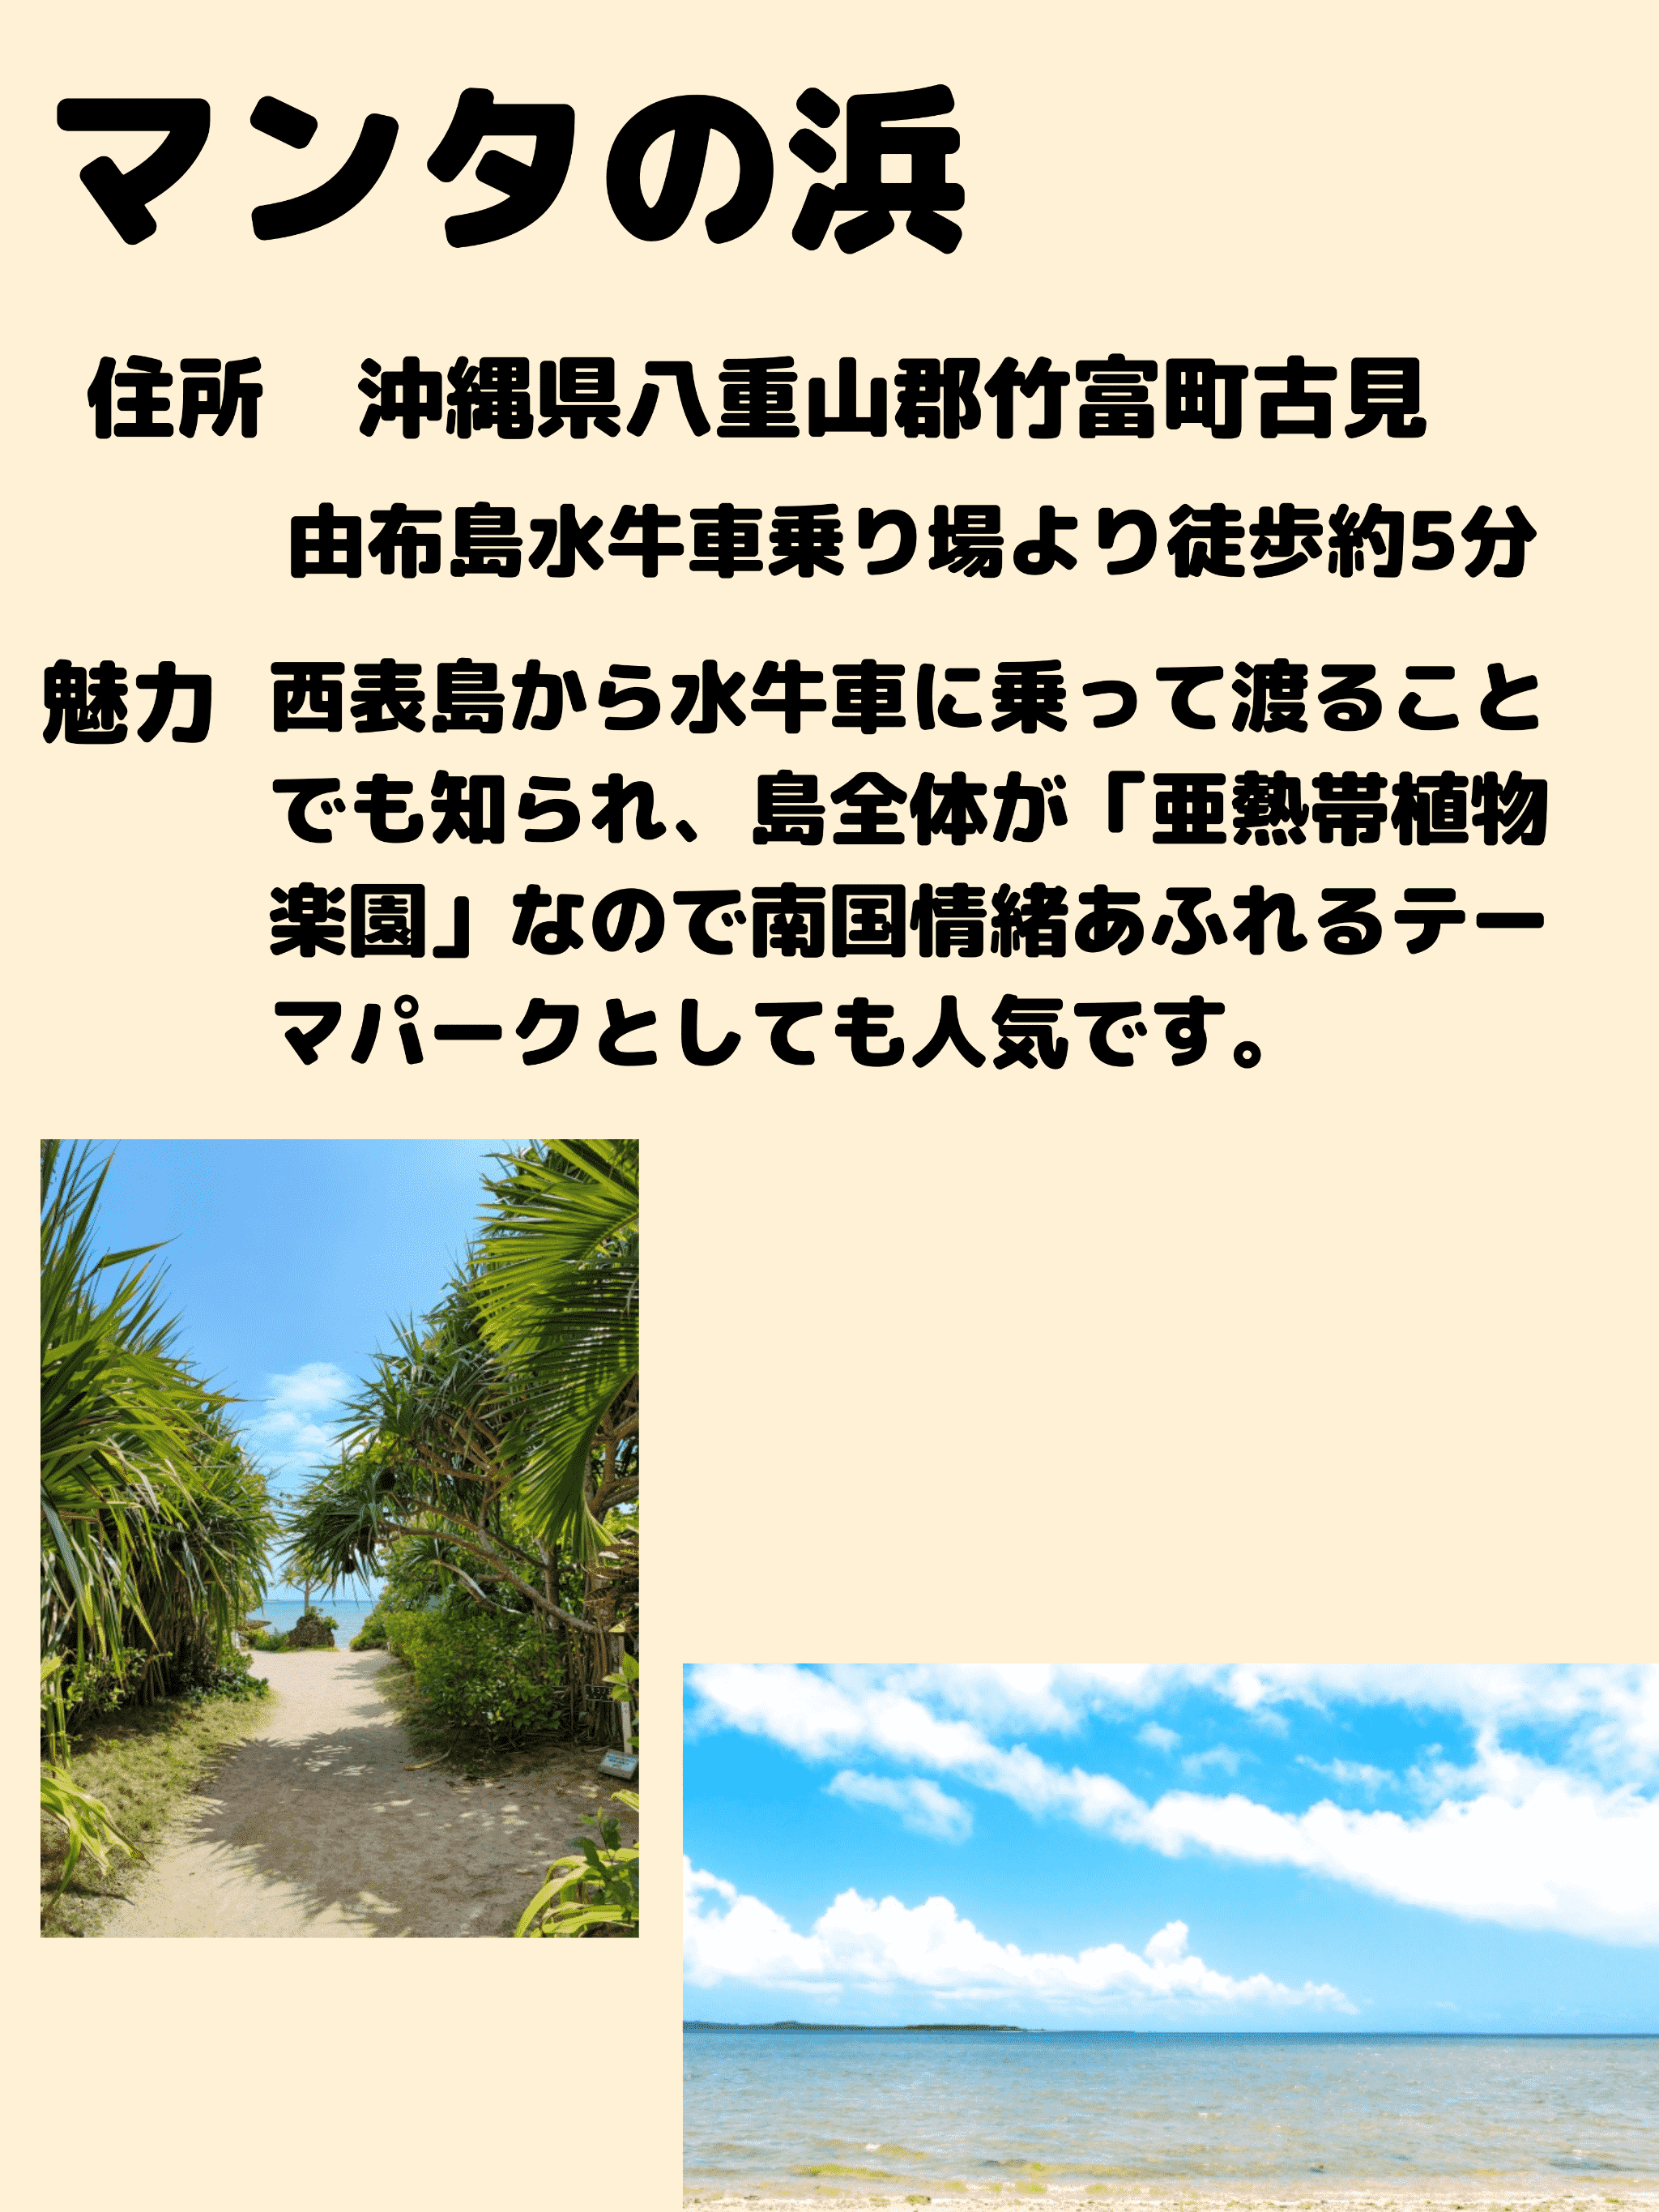 マンタの浜
住所　沖縄県八重山郡竹富町古見
由布島水牛車乗り場より徒歩約5分
魅力 西表島から水牛車に乗って渡ること
でも知られ、島全体が「亜熱帯植物
楽園」なので南国情緒あふれるテー
マパークとしても人気です。